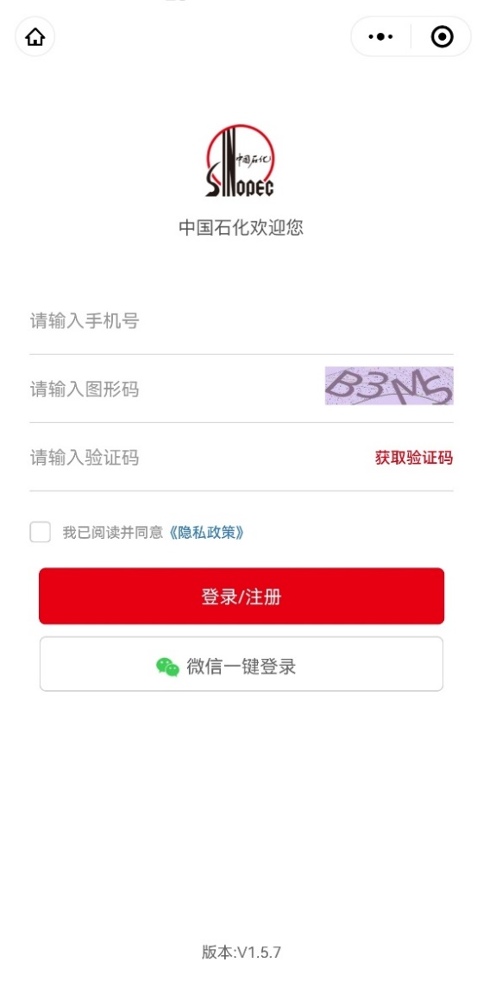 中国石化
SINOPEC
中国石化欢迎您
请输入手机号
请输入图形码 B3M5
请输入验证码 获取验证码
我已阅读并同意《隐私政策》
登录/注册
微信一键登录
版本:V1.5.7